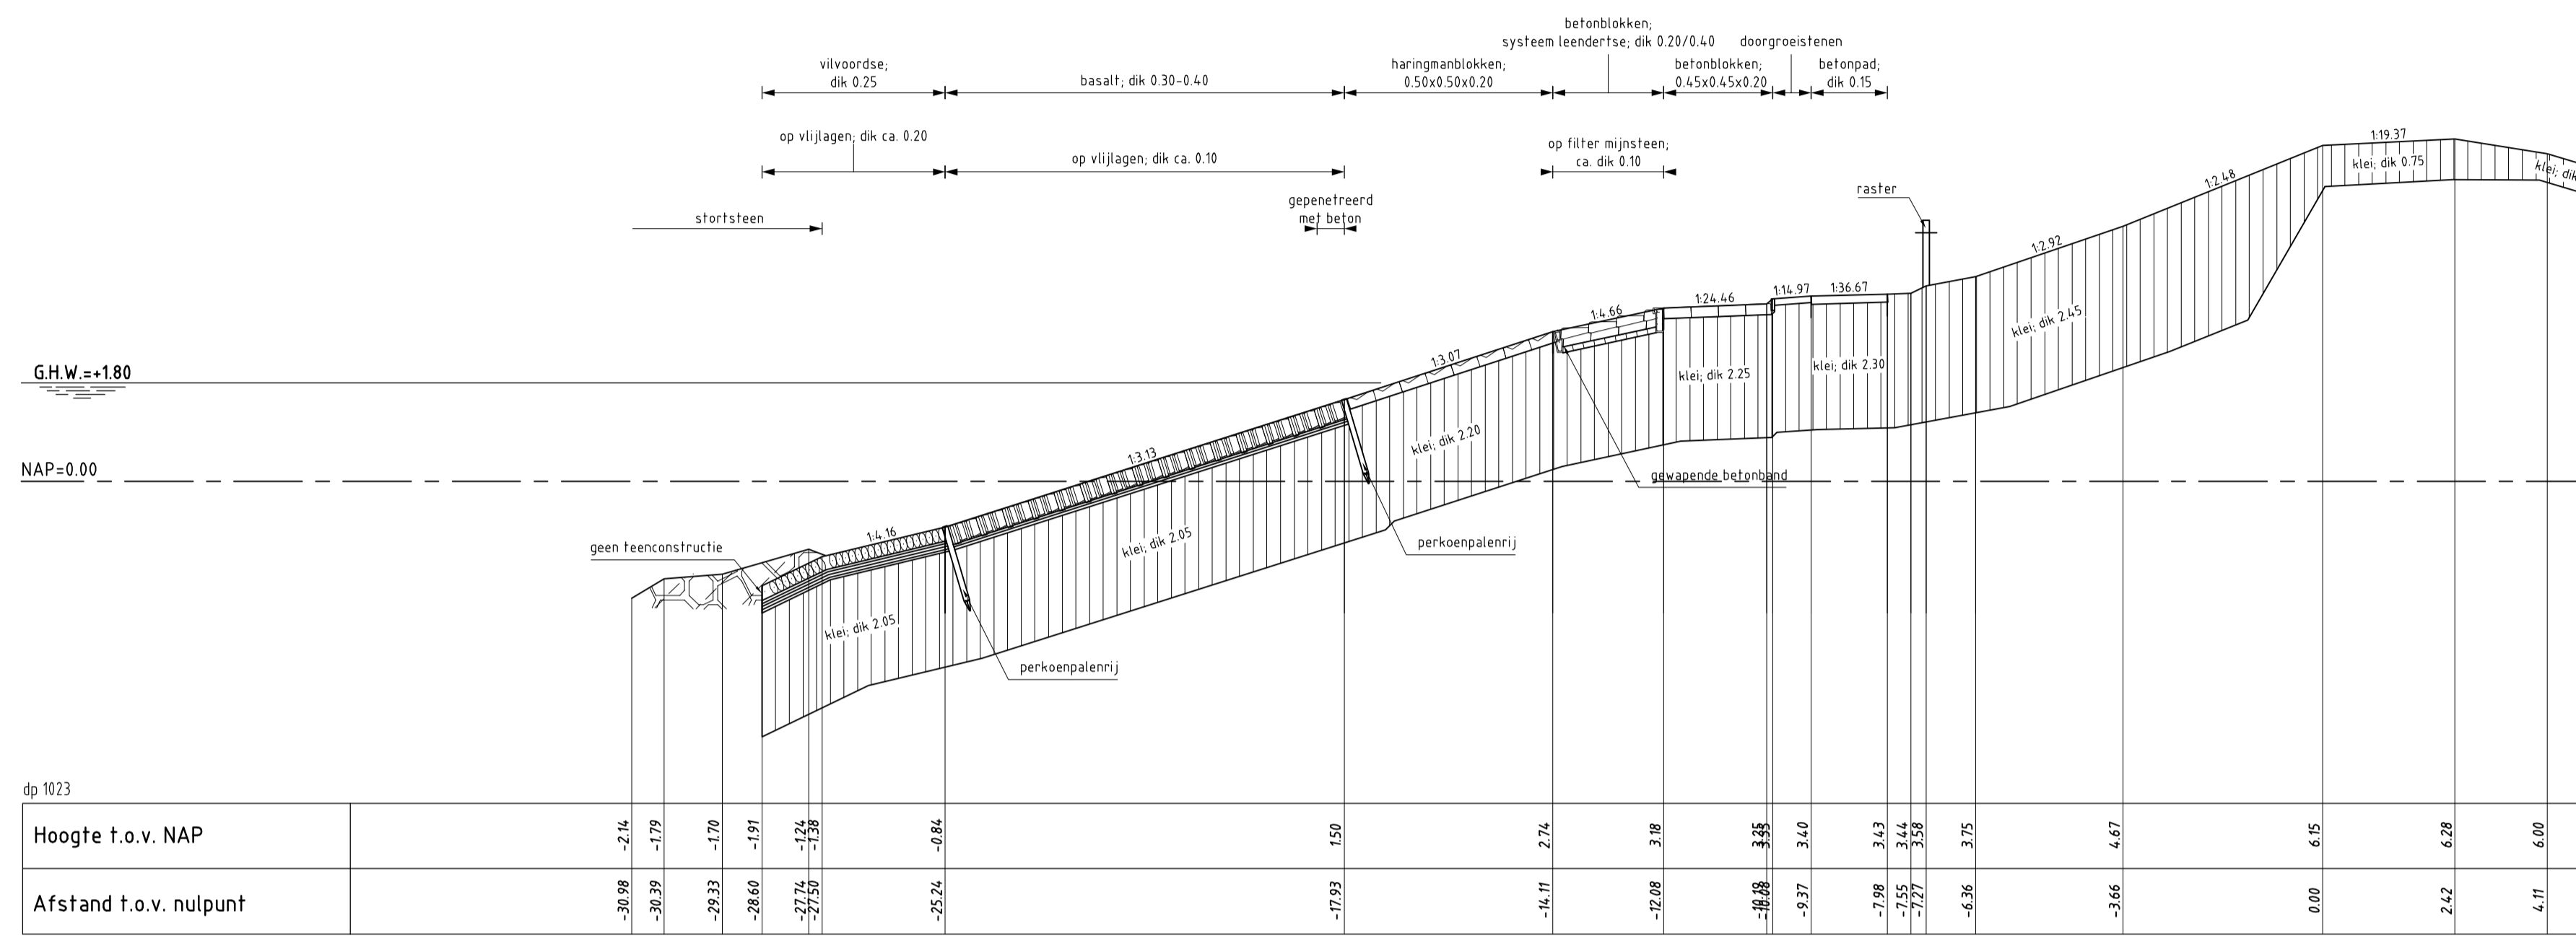 betonblokken;
systeem leendertse; dik 0.20/0.40
doorgroeistenen
vilvoordse;
dik 0.25
basalt; dik 0.30-0.40
haringmanblokken;
0.50x0.50x0.20
betonblokken;
0.45x0.45x0.20
betonpad;
dik 0.15
op vlijlagen; dik ca. 0.20
op vlijlagen; dik ca. 0.10
op filter mijnsteen;
ca. dik 0.10
stortsteen
gepenetreerd
met beton
raster
1:19.37
klei; dik 0.75
klei; dik
1:2.48
1:2.92
klei; dik 2.45
1:36.67
1:14.97
1:24.46
1:4.66
klei; dik 2.30
klei; dik 2.25
1:3.07
klei; dik 2.20
G.H.W.=+1.80
NAP=0.00
gewapende betonband
1:3.13
klei; dik 2.05
perkoenpalenrij
1:4.16
geen teenconstructie
klei; dik 2.05
perkoenpalenrij
dp 1023
Hoogte t.o.v. NAP
-2.14
-1.79
-1.70
-1.91
-1.24
-1.38
-0.84
1.50
2.74
3.18
3.40
3.43
3.44
3.58
3.75
4.67
6.15
6.28
6.00
Afstand t.o.v. nulpunt
-30.98
-30.39
-29.33
-28.60
-27.74
-27.50
-25.24
-17.93
-14.11
-12.08
-9.37
-7.98
-7.55
-7.27
-6.36
-3.66
0.00
2.42
4.11